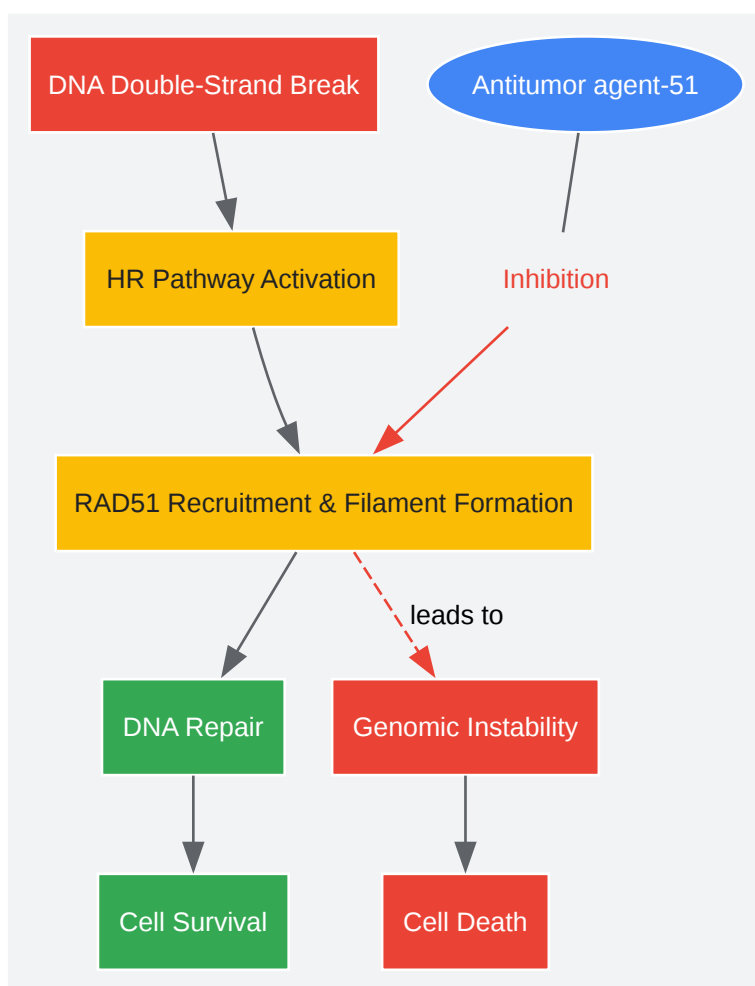 DNA Double-Strand Break
Antitumor agent-51
HR Pathway Activation
Inhibition
RAD51 Recruitment & Filament Formation
leads to
DNA Repair
Genomic Instability
Cell Survival
Cell Death